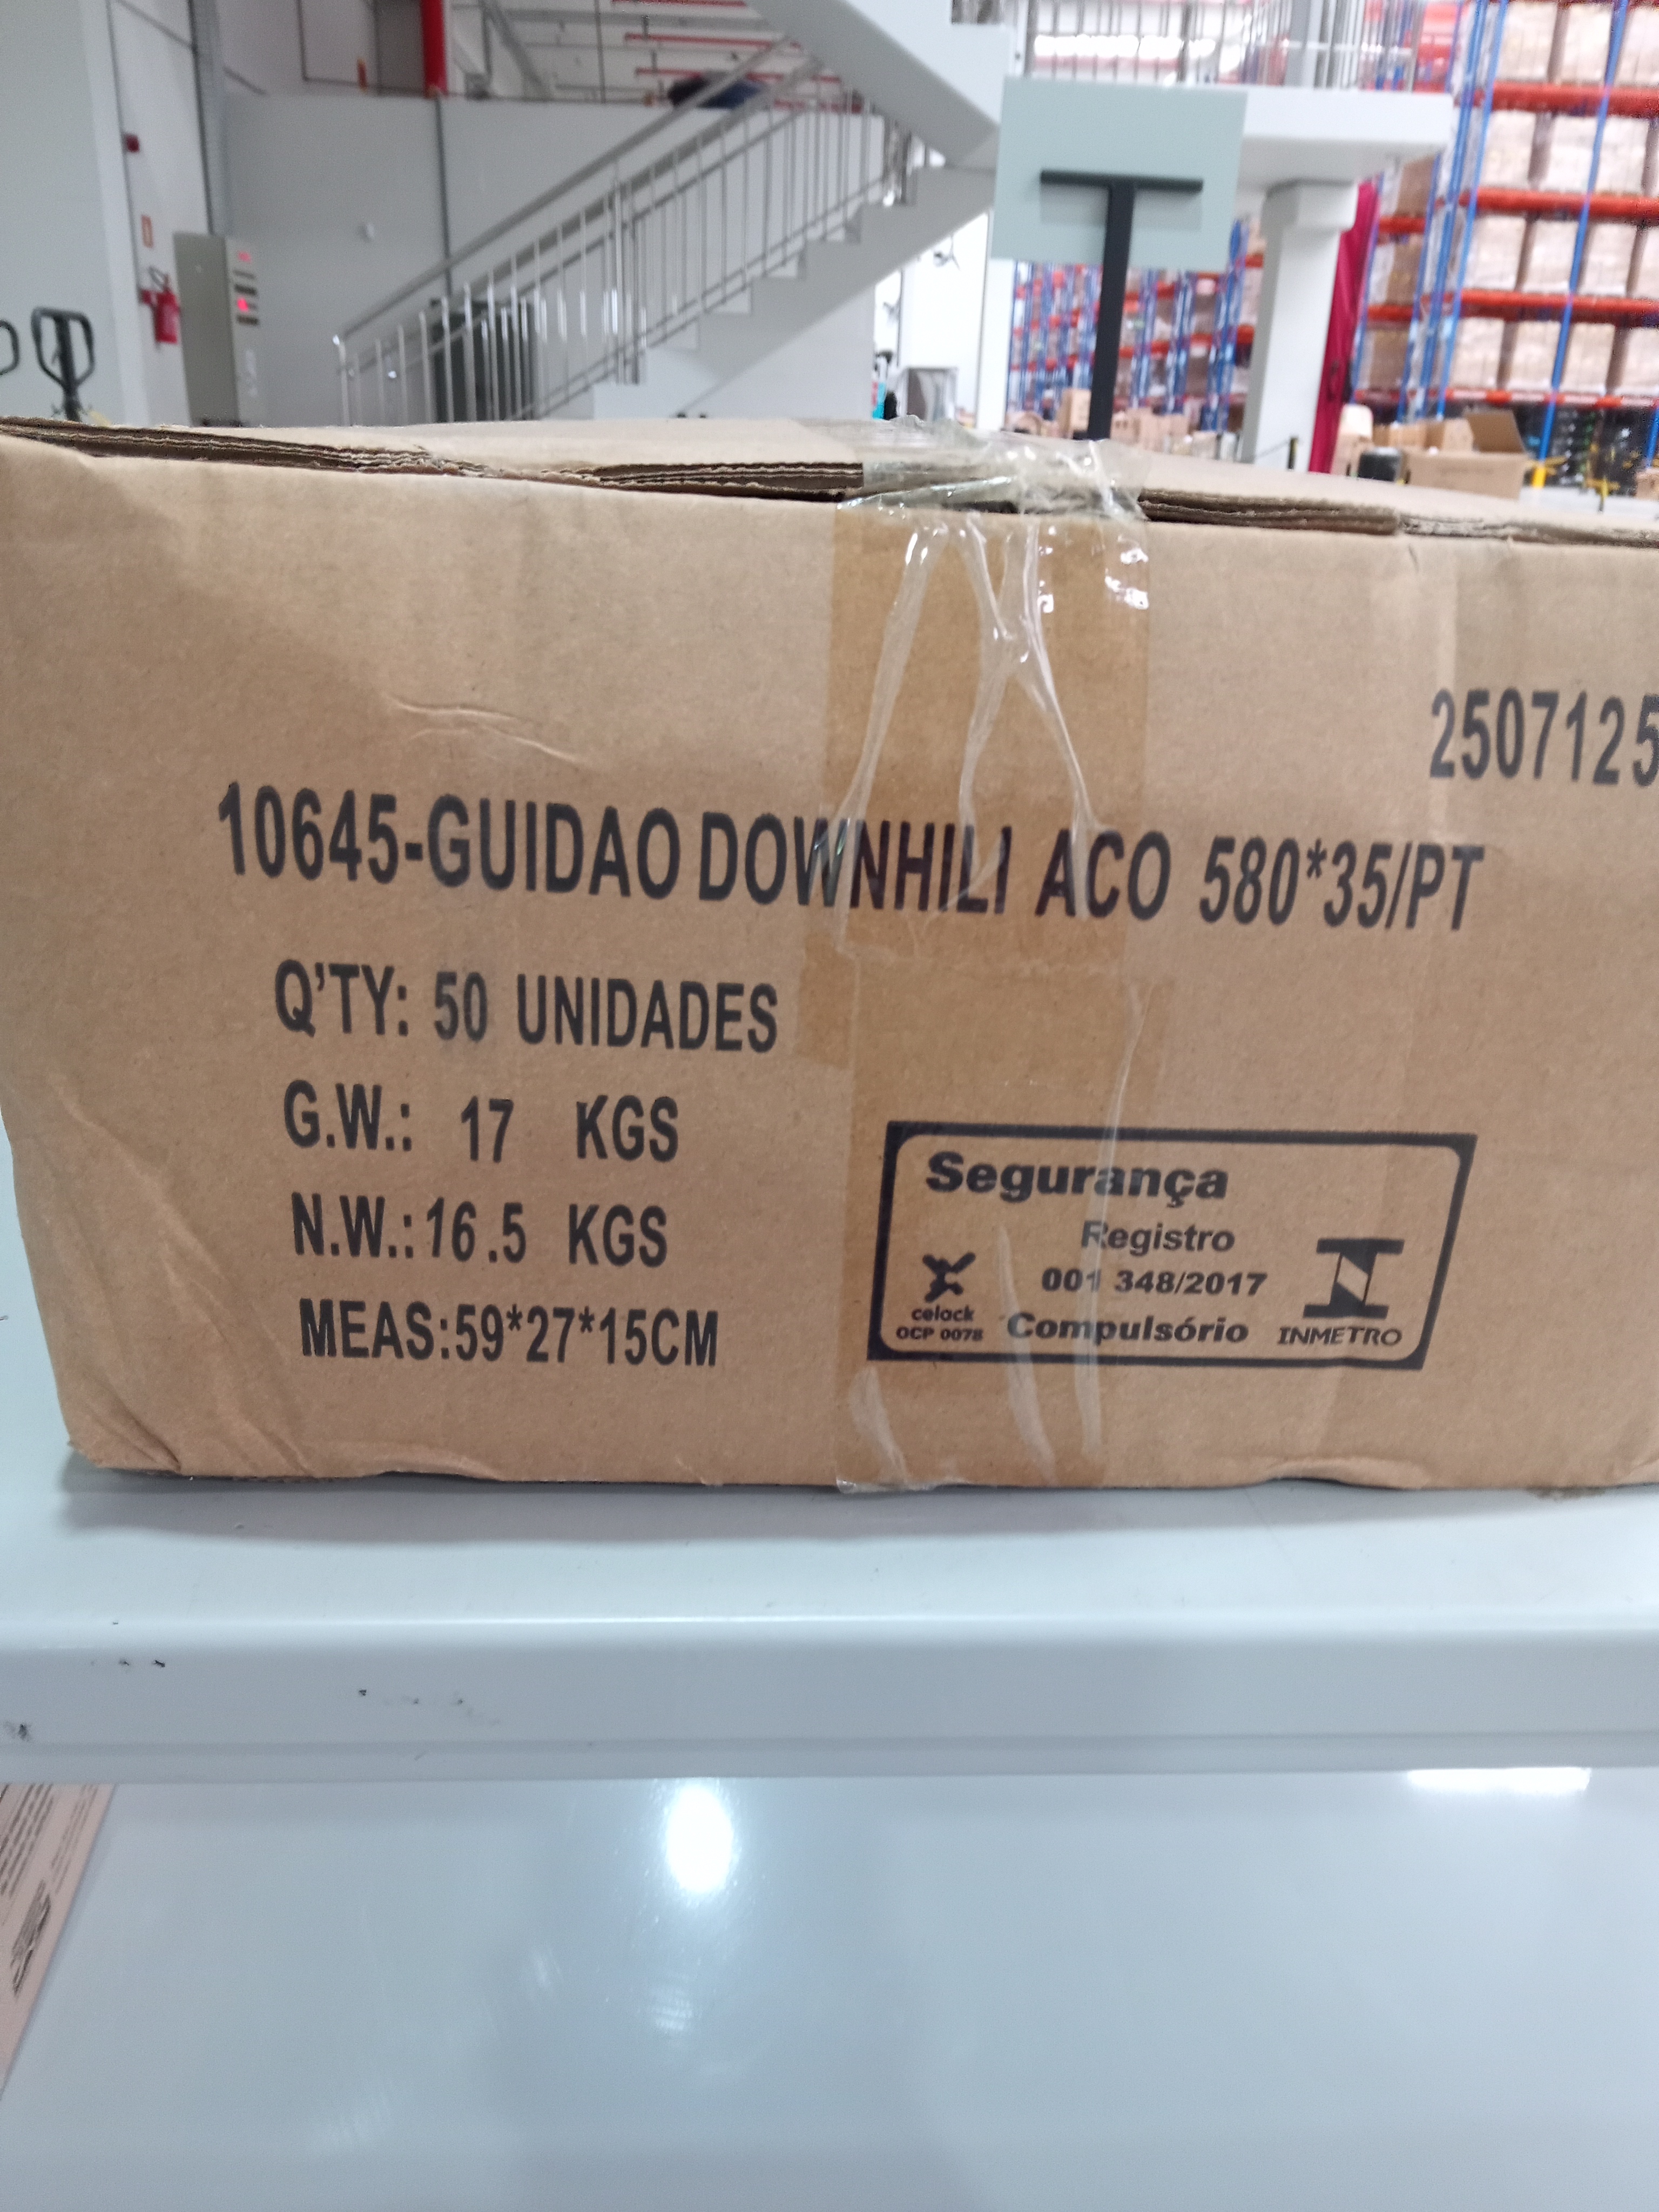 2507125
10645-GUIDAO DOWNHILI ACO 580*35/PT
Q'TY: 50 UNIDADES
G.W.: 17 KGS
N.W.:16.5 KGS
MEAS:59*27*15CM
Segurança
Registro
001 348/2017
Compulsório
celack
OCP 0078
INMETRO